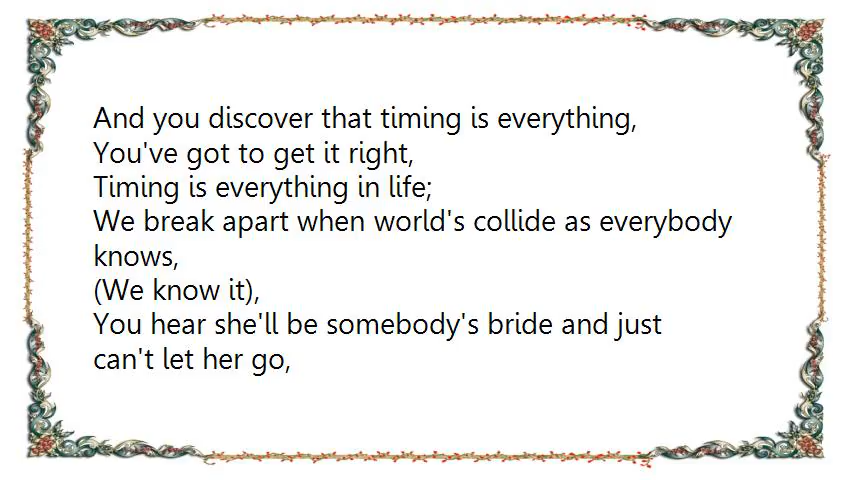 And you discover that timing is everything,
You've got to get it right,
Timing is everything in life;
We break apart when world's collide as everybody
knows,
(We know it),
You hear she'll be somebody's bride and just
can't let her go,